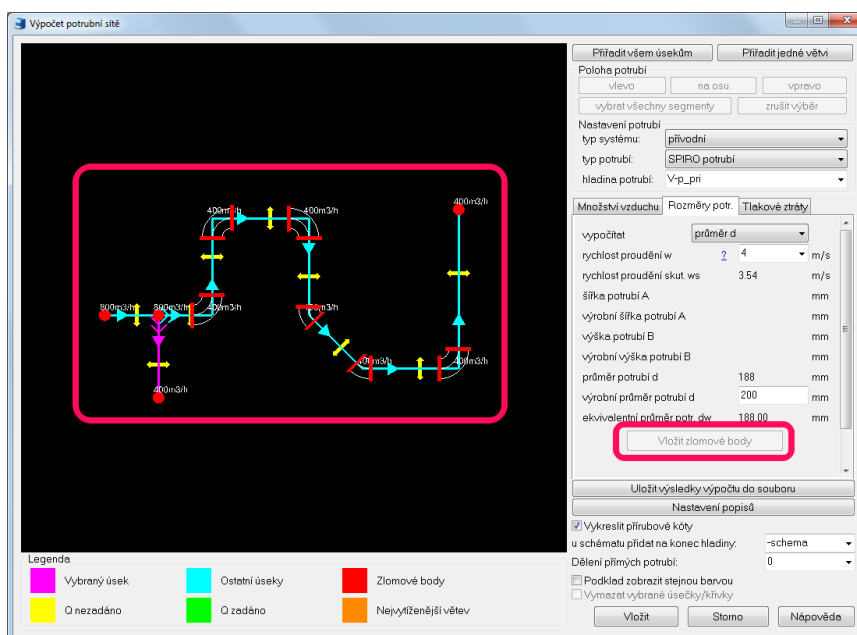 Výpočet potrubní sítě
Přiřadit všem úsekům
Přiřadit jedné větvi
Poloha potrubí
vlevo
na osu
vpravo
vybrat všechny segmenty
zrušit výběr
Nastavení potrubí
typ systému: přívodní
typ potrubí: SPIRO potrubí
hladina potrubí: V-p_pri
Množství vzduchu Rozměry potr. Tlakové ztráty
vypočítat průměr d
rychlost proudění w ? 4 m/s
rychlost proudění skut. ws 3.54 m/s
šířka potrubí A mm
výrobní šířka potrubí A mm
výška potrubí B mm
výrobní výška potrubí B mm
průměr potrubí d 188 mm
výrobní průměr potrubí d 200 mm
ekvivalentní průměr potr. dw 188.00 mm
Vložit zlomové body
Uložit výsledky výpočtu do souboru
Nastavení popisů
Vykreslit přírubové kóty
u schématu přidat na konec hladiny: -schema
Dělení přímých potrubí: 0
Podklad zobrazit stejnou barvou
Vymazat vybrané úsečky/křivky
Vložit
Storno
Nápověda
400m3/h
400m3/h
400m3/h
800m3/h
800m3/h
400m3/h
400m3/h
400m3/h
400m3/h
400m3/h
Legenda
Vybraný úsek
Ostatní úseky
Zlomové body
Q nezadáno
Q zadáno
Nejvytíženější větev